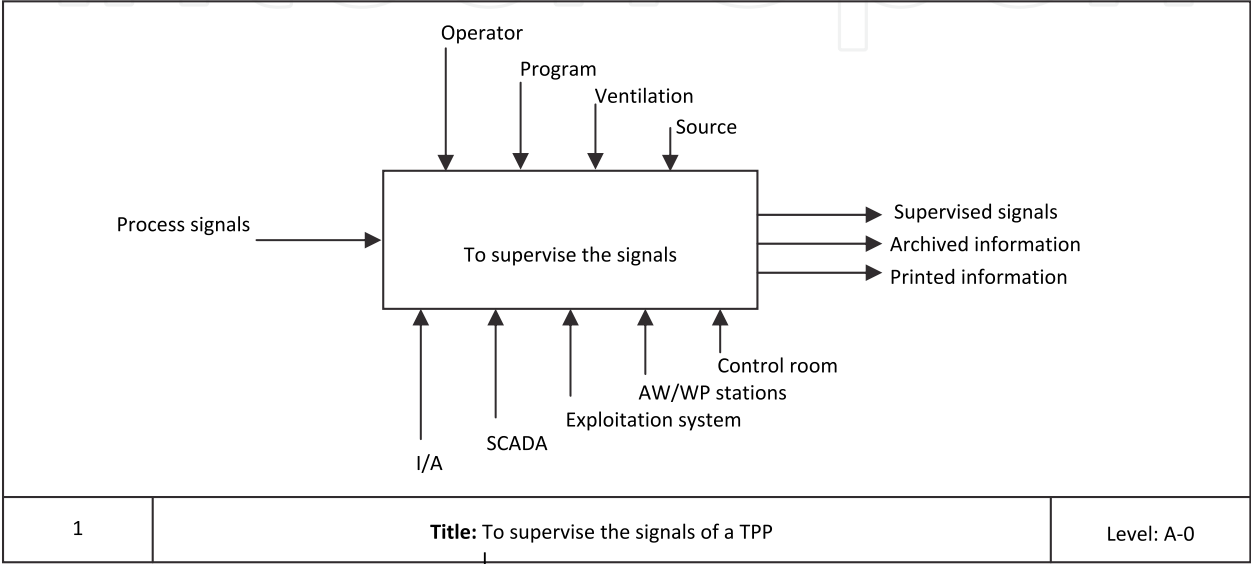 Operator
Program
Ventilation
Source
Process signals
To supervise the signals
Supervised signals
Archived information
Printed information
Control room
AW/WP stations
Exploitation system
SCADA
I/A
1
Title: To supervise the signals of a TPP
Level: A-0